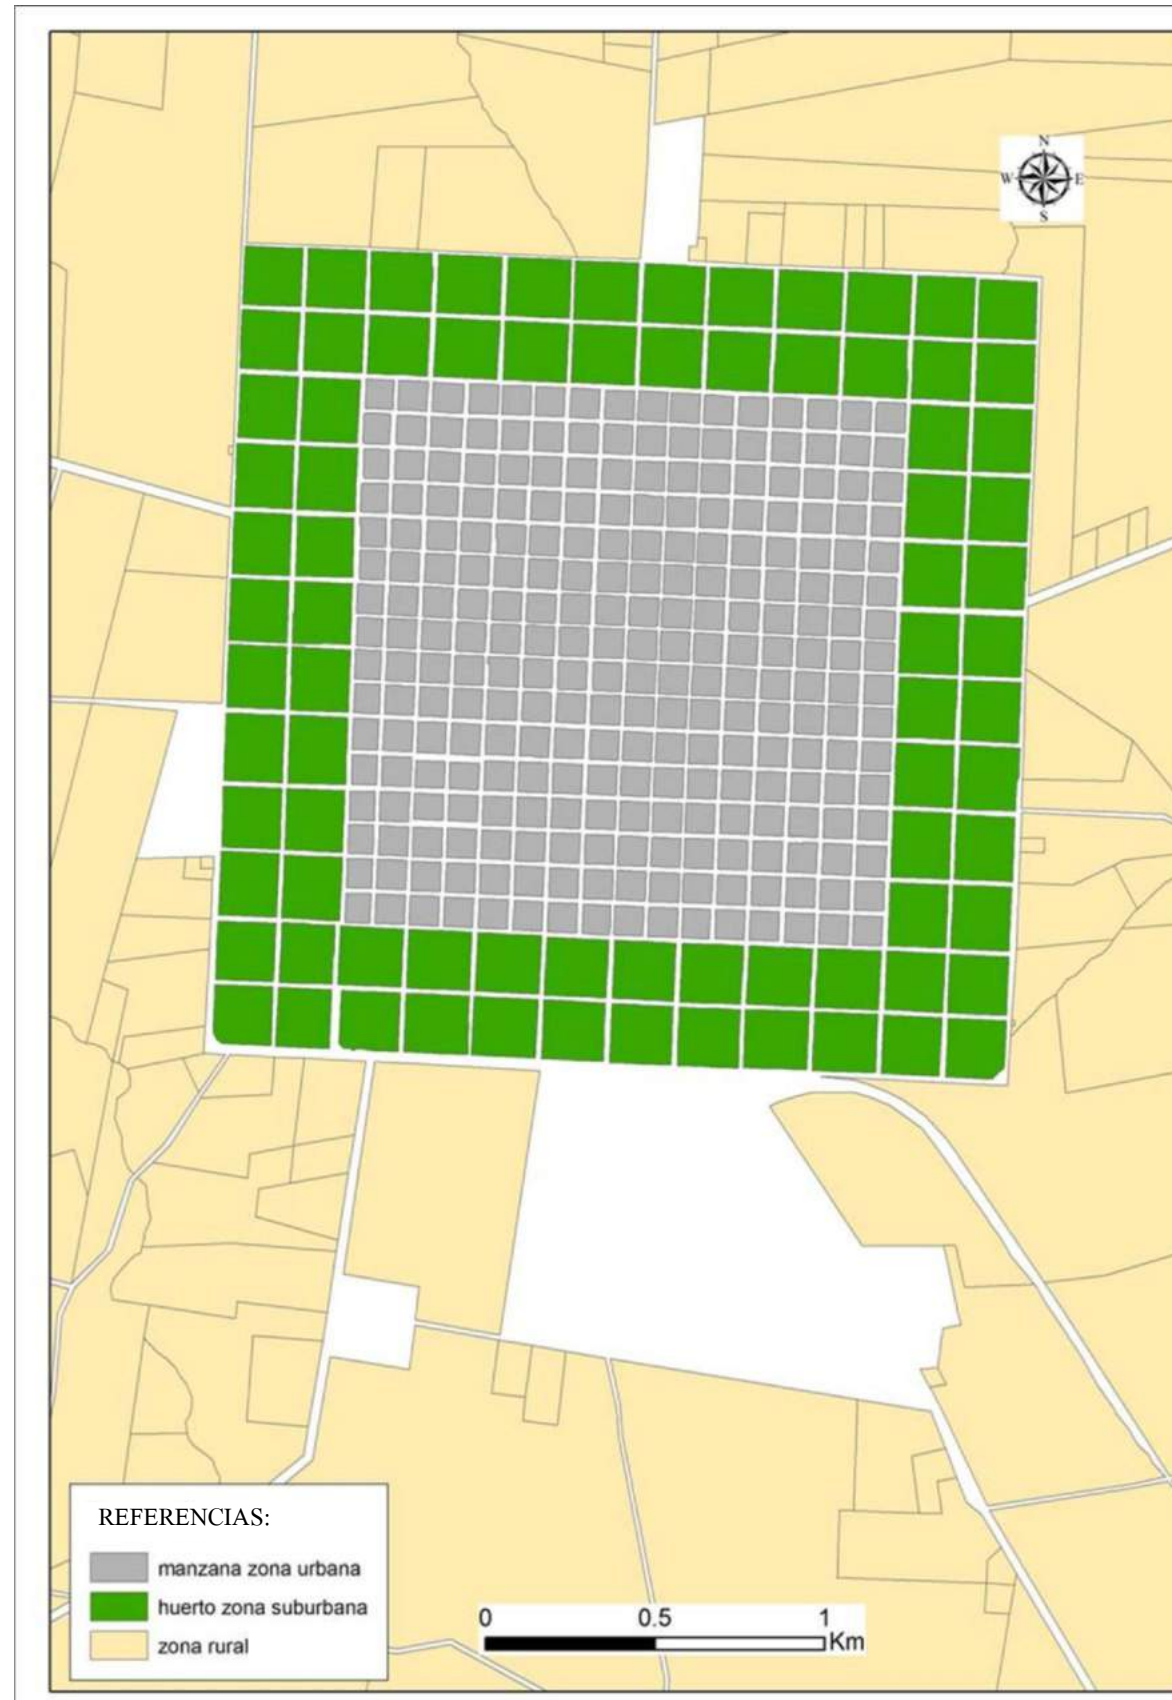 N
W E
S
REFERENCIAS:
manzana zona urbana
huerto zona suburbana
zona rural
0 0.5 1
Km